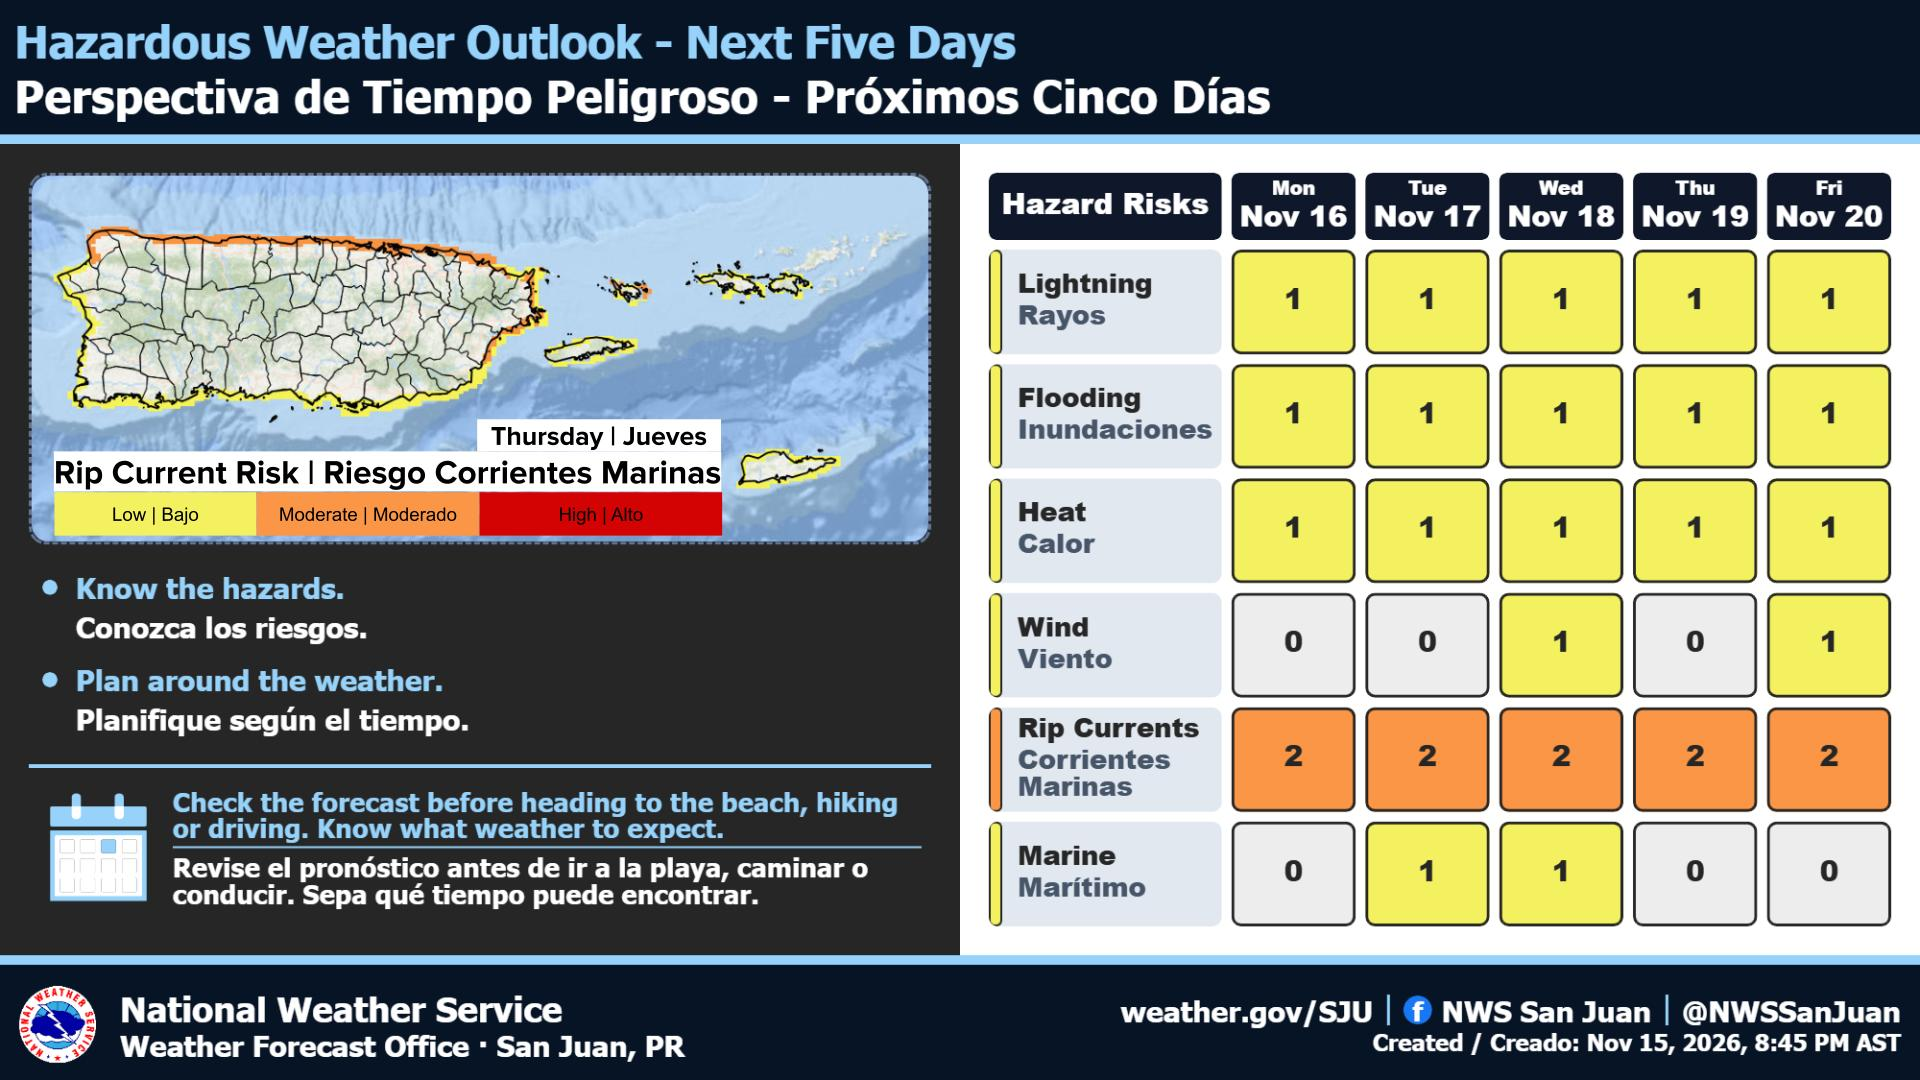 Hazardous Weather Outlook - Next Five Days
Perspectiva de Tiempo Peligroso - Próximos Cinco Días
Thursday | Jueves
Rip Current Risk | Riesgo Corrientes Marinas
Low | Bajo
Moderate | Moderado
High | Alto
Know the hazards.
Conozca los riesgos.
Plan around the weather.
Planifique según el tiempo.
Check the forecast before heading to the beach, hiking
or driving. Know what weather to expect.
Revise el pronóstico antes de ir a la playa, caminar o
conducir. Sepa qué tiempo puede encontrar.
Hazard Risks
Mon
Nov 16
Tue
Nov 17
Wed
Nov 18
Thu
Nov 19
Fri
Nov 20
Lightning
Rayos
1 1 1 1 1
Flooding
Inundaciones
1 1 1 1 1
Heat
Calor
1 1 1 1 1
Wind
Viento
0 0 1 0 1
Rip Currents
Corrientes
Marinas
2 2 2 2 2
Marine
Marítimo
0 1 1 0 0
NATIONAL WEATHER SERVICE
National Weather Service
Weather Forecast Office · San Juan, PR
weather.gov/SJU | f NWS San Juan | @NWSSanJuan
Created / Creado: Nov 15, 2026, 8:45 PM AST